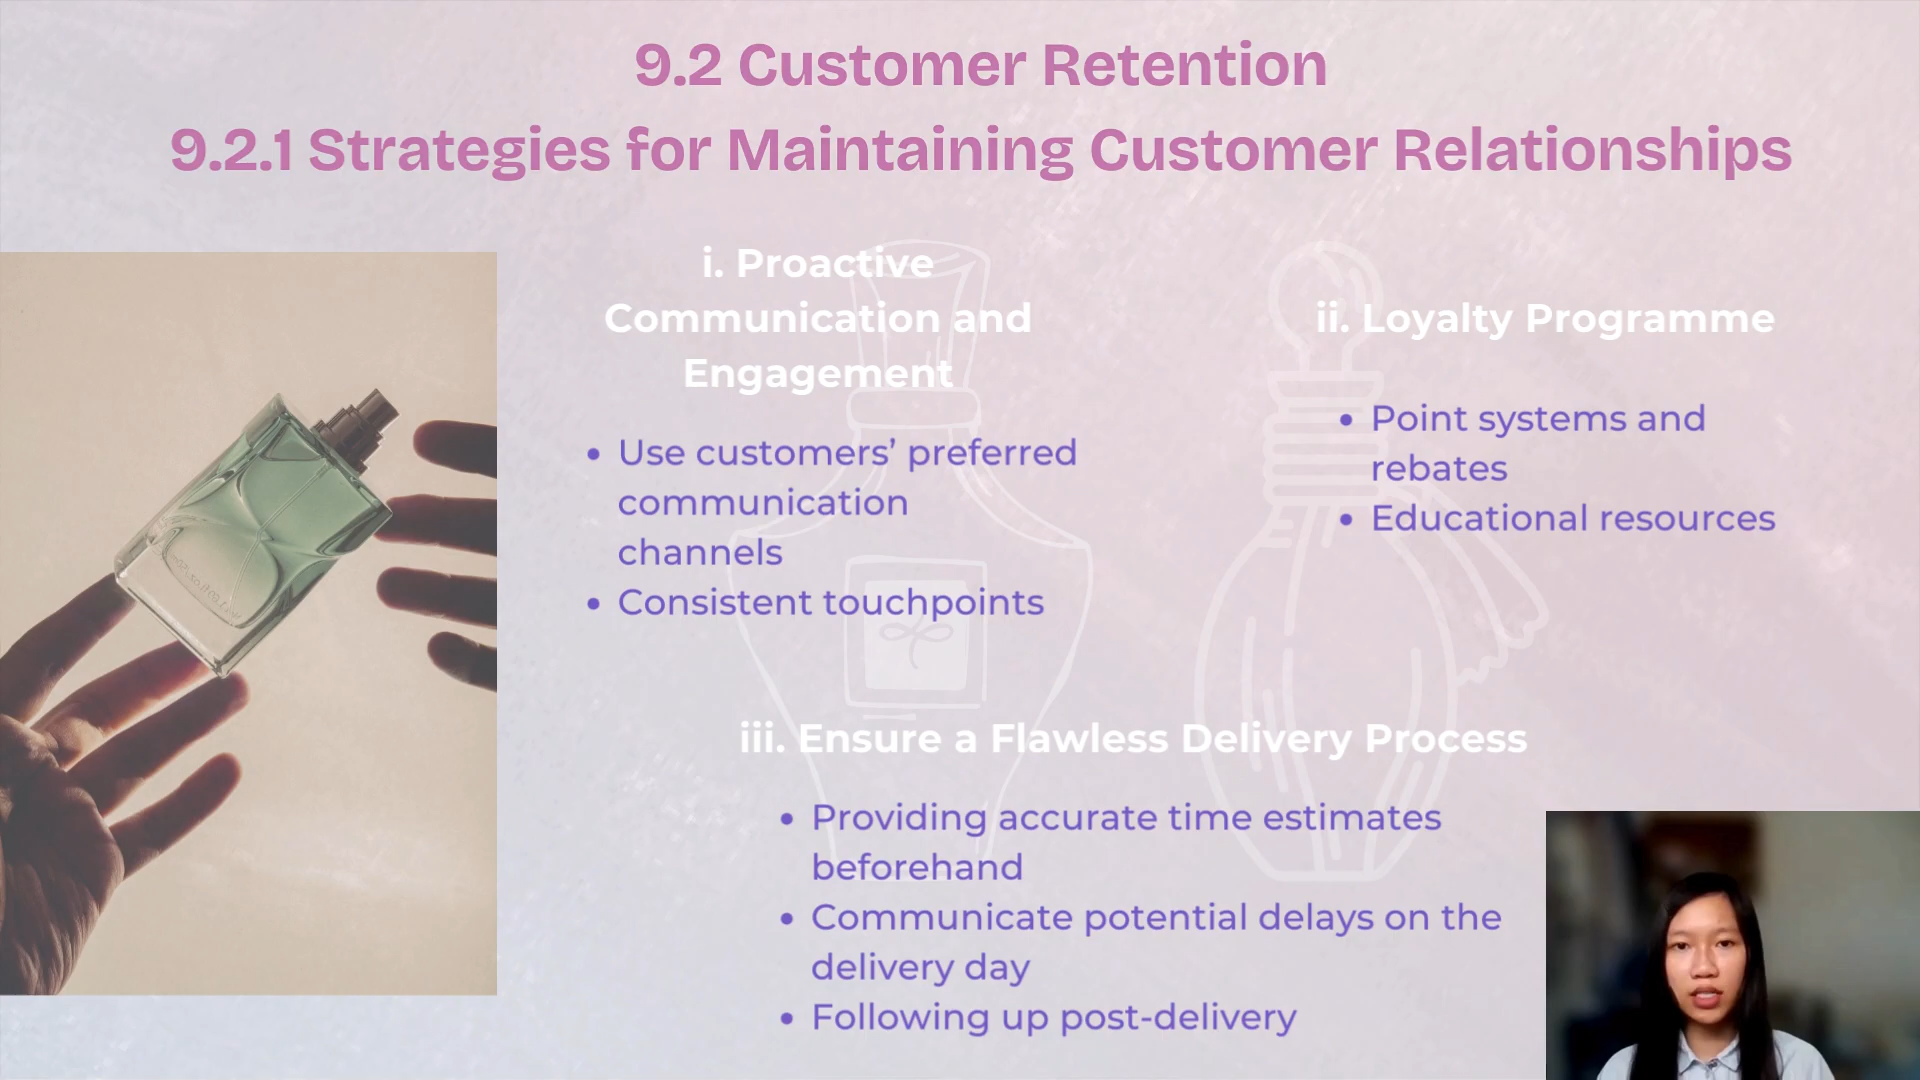 9.2 Customer Retention
9.2.1 Strategies for Maintaining Customer Relationships
i. Proactive
Communication and
Engagement
• Use customers’ preferred
communication
channels
• Consistent touchpoints
ii. Loyalty Programme
• Point systems and
rebates
• Educational resources
iii. Ensure a Flawless Delivery Process
• Providing accurate time estimates
beforehand
• Communicate potential delays on the
delivery day
• Following up post-delivery